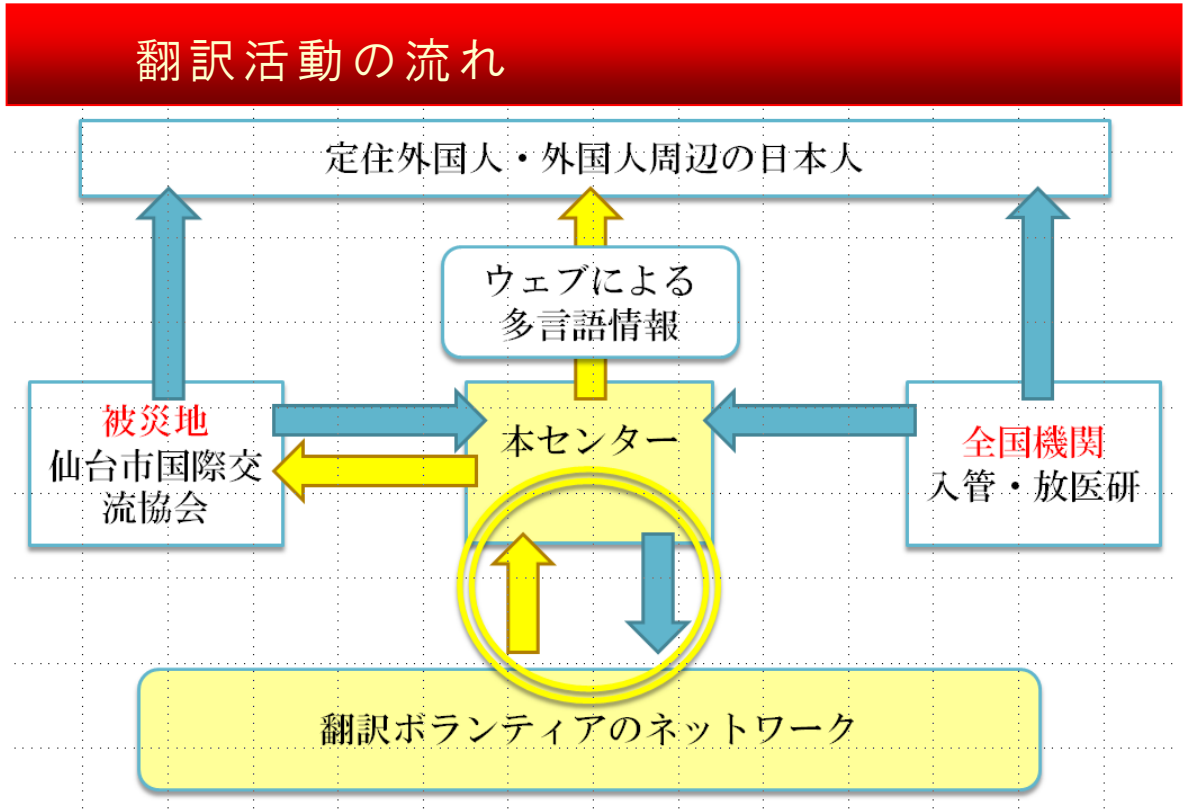 翻訳活動の流れ
定住外国人・外国人周辺の日本人
ウェブによる
多言語情報
被災地
仙台市国際交
流協会
本センター
全国機関
入管・放医研
翻訳ボランティアのネットワーク